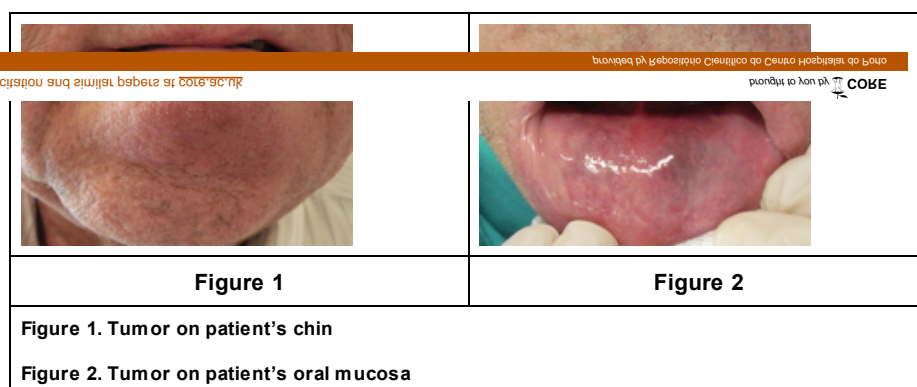 provided by Repositório Científico do Centro Hospitalar do Porto
citation and similar papers at core.ac.uk
brought to you by CORE
Figure 1
Figure 2
Figure 1. Tumor on patient's chin
Figure 2. Tumor on patient's oral mucosa